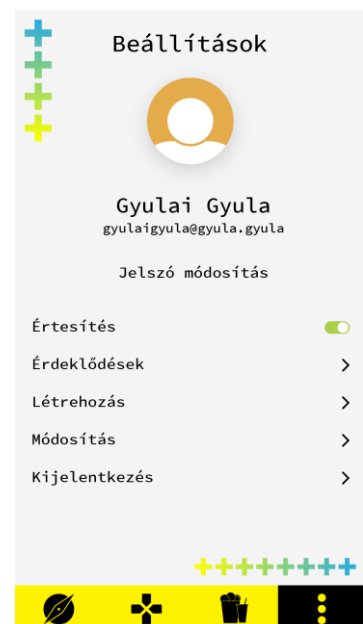 Beállítások
Gyulai Gyula
gyulaigyula@gyula.gyula
Jelszó módosítás
Értesítés
Érdeklődések
Létrehozás
Módosítás
Kijelentkezés